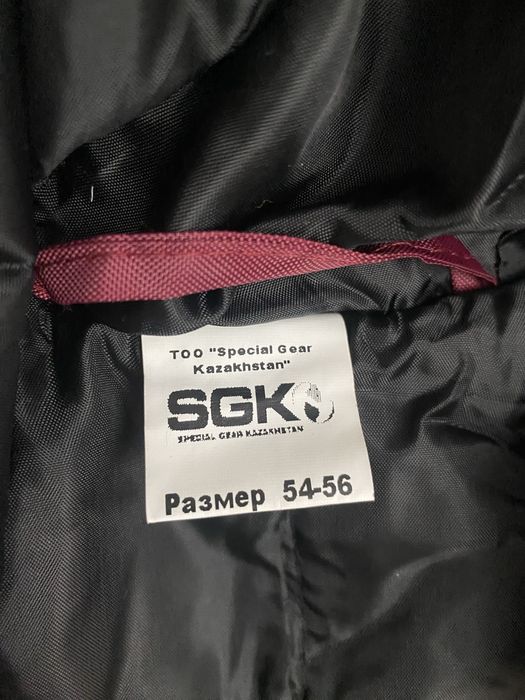 ТОО "Special Gear
Kazakhstan"
SGK
SPECIAL GEAR KAZAKHSTAN
Размер 54-56